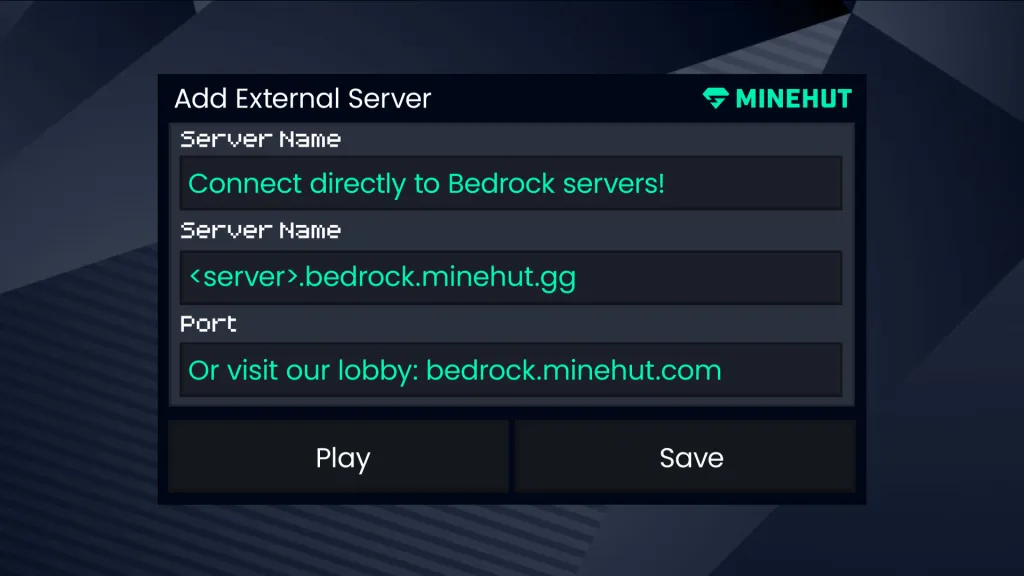 Add External Server
MINEHUT
Server Name
Connect directly to Bedrock servers!
Server Name
<server>.bedrock.minehut.gg
Port
Or visit our lobby: bedrock.minehut.com
Play
Save